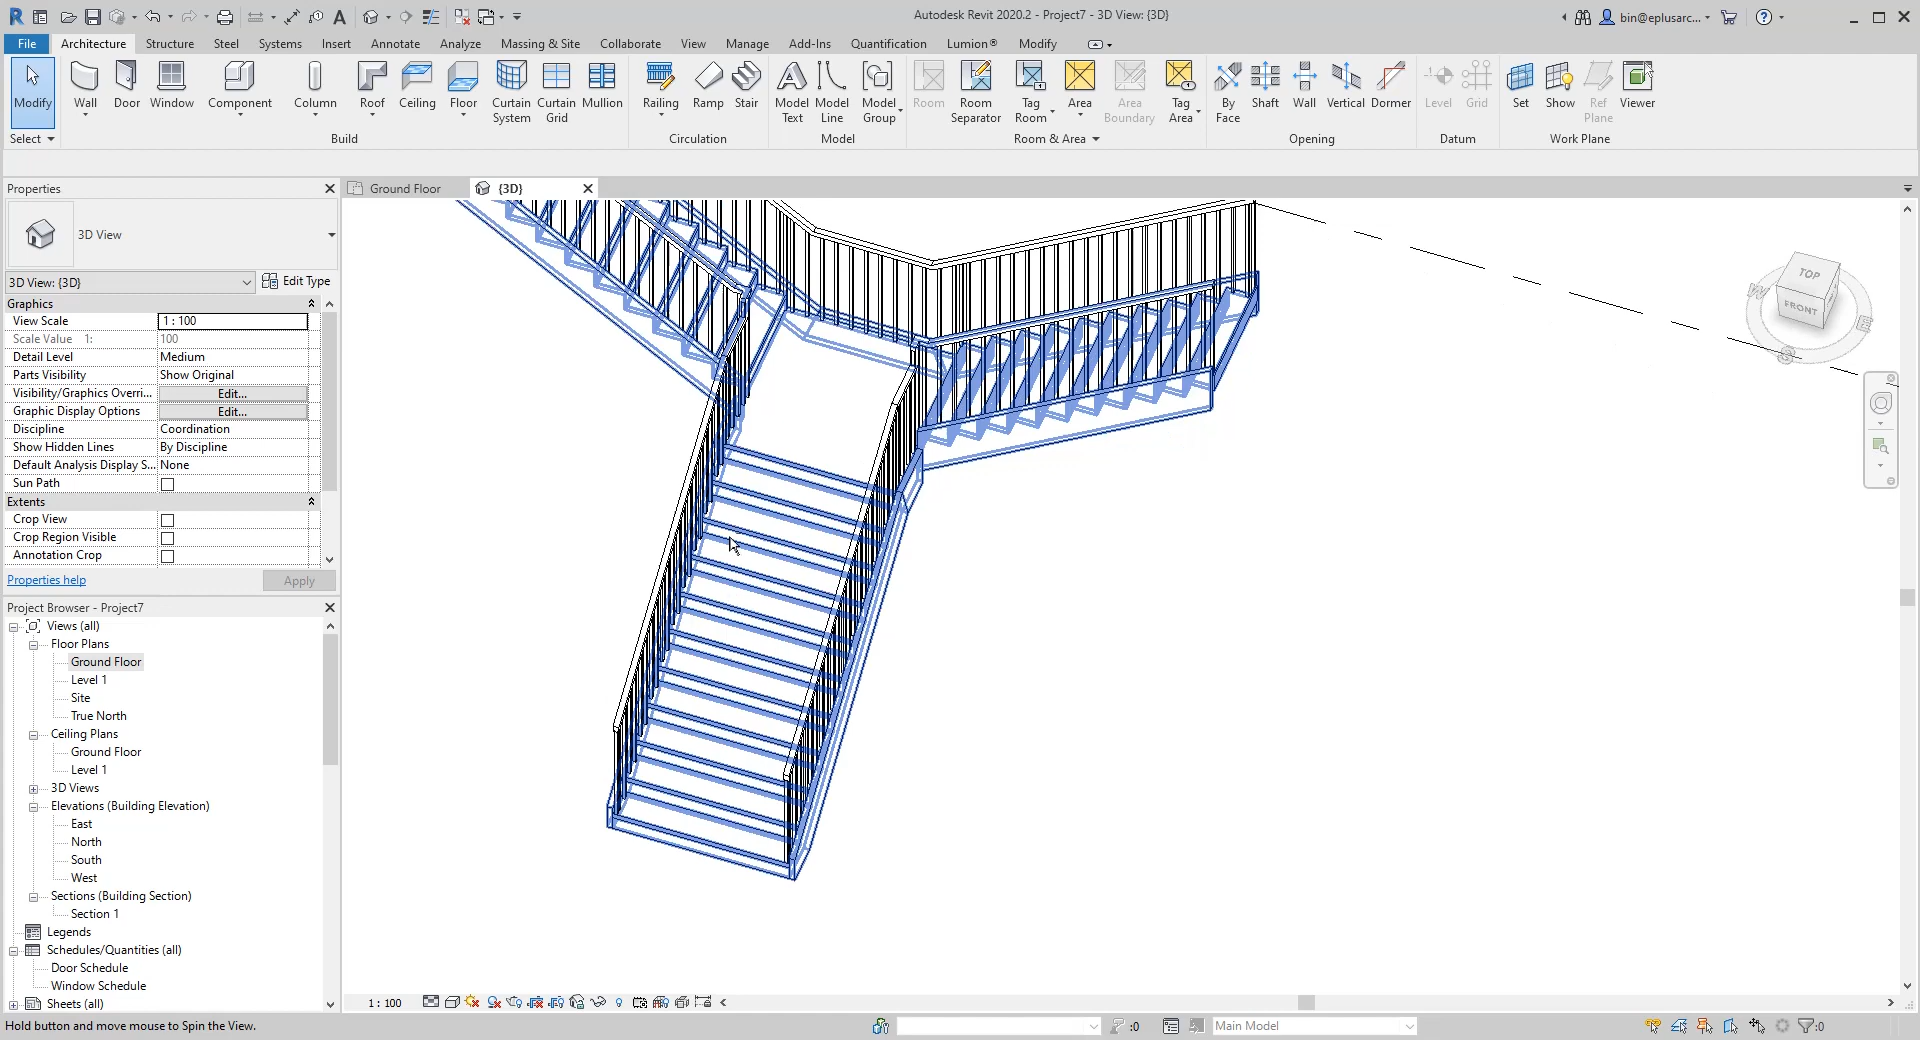 Autodesk Revit 2020.2 - Project7 - 3D View: {3D}
bin@eplusarc...
File Architecture Structure Steel Systems Insert Annotate Analyze Massing & Site Collaborate View Manage Add-Ins Quantification Lumion® Modify
Modify Wall Door Window Component Column Roof Ceiling Floor Curtain System Curtain Grid Mullion Railing Ramp Stair Model Text Model Line Model Group Room Room Separator Tag Room Area Area Boundary Tag Area By Face Shaft Wall Vertical Dormer Level Grid Set Show Ref Plane Viewer
Select Build Circulation Model Room & Area Opening Datum Work Plane
Properties
Ground Floor
{3D}
3D View
3D View: {3D}
Edit Type
Graphics
View Scale 1 : 100
Scale Value 1: 100
Detail Level Medium
Parts Visibility Show Original
Visibility/Graphics Overri... Edit...
Graphic Display Options Edit...
Discipline Coordination
Show Hidden Lines By Discipline
Default Analysis Display S... None
Sun Path
Extents
Crop View
Crop Region Visible
Annotation Crop
Properties help
Apply
TOP
FRONT
W
E
S
Project Browser - Project7
Views (all)
Floor Plans
Ground Floor
Level 1
Site
True North
Ceiling Plans
Ground Floor
Level 1
3D Views
Elevations (Building Elevation)
East
North
South
West
Sections (Building Section)
Section 1
Legends
Schedules/Quantities (all)
Door Schedule
Window Schedule
Sheets (all)
1 : 100
Hold button and move mouse to Spin the View.
:0
Main Model
:0